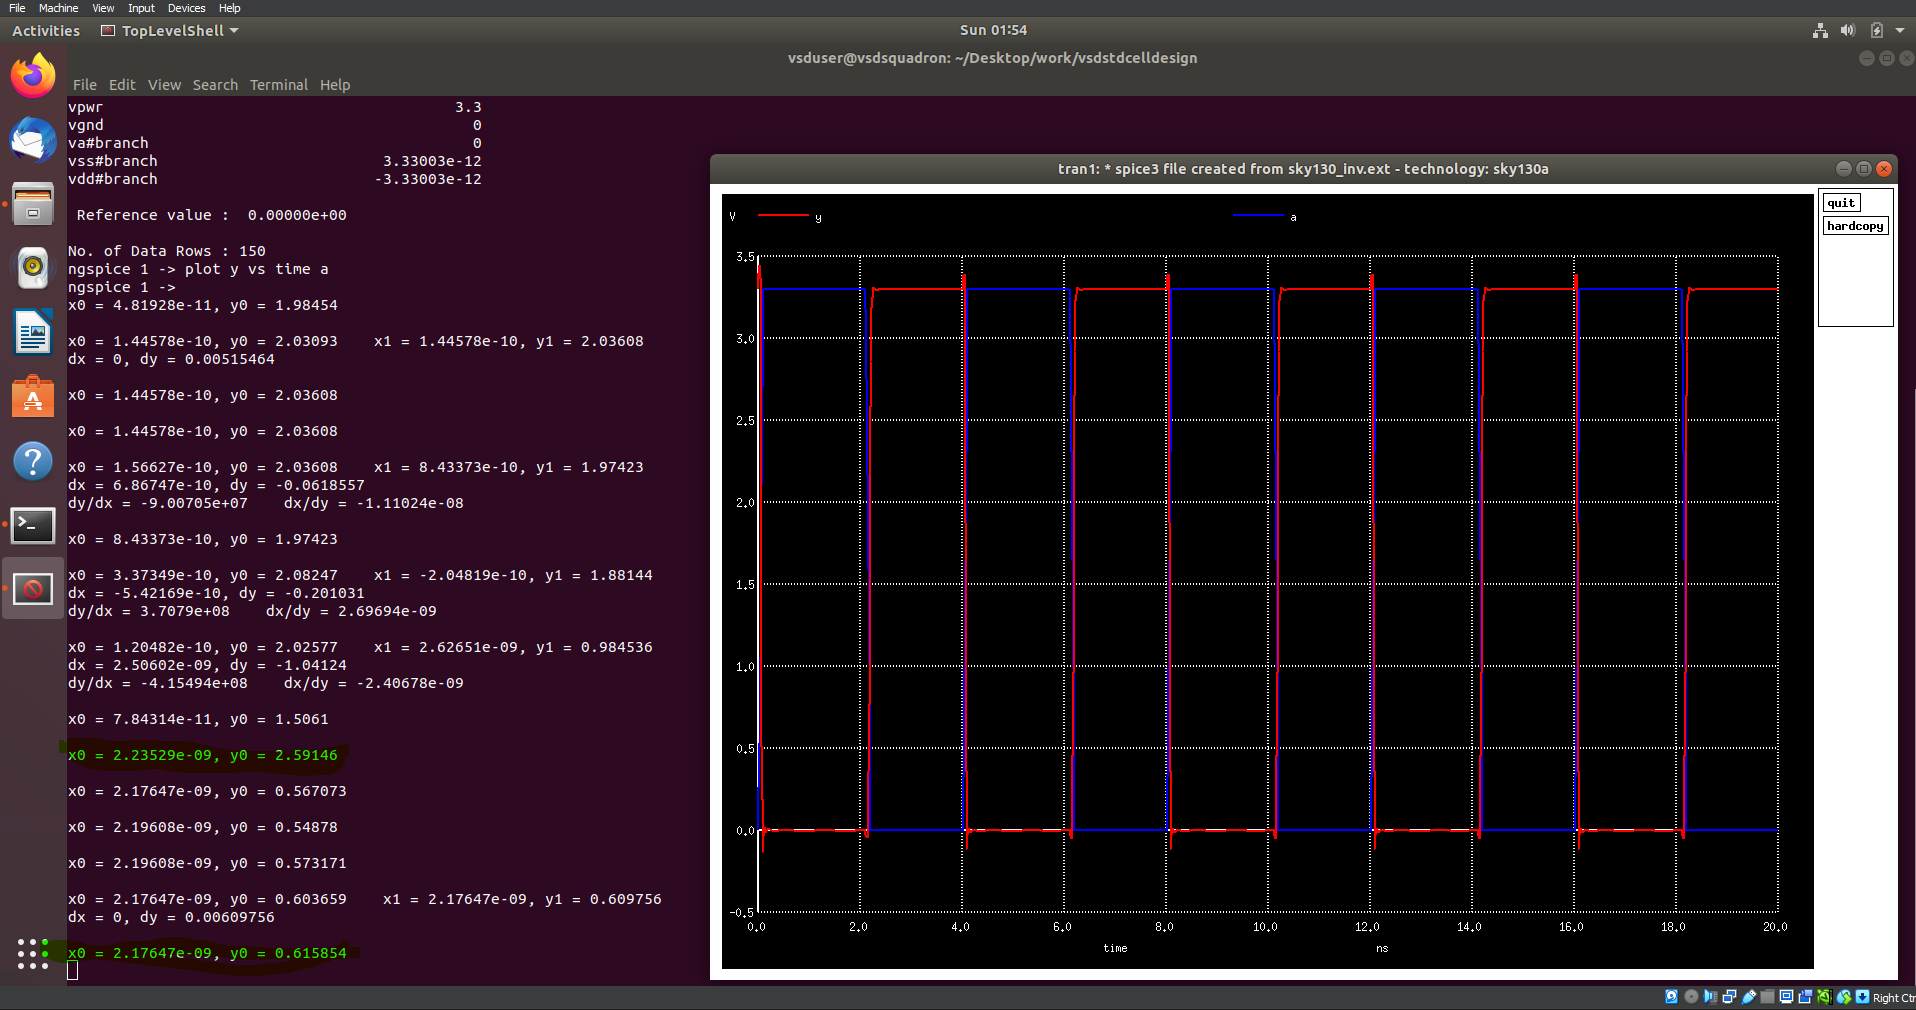 File Machine View Input Devices Help
Activities TopLevelShell Sun 01:54
vsduser@vsdsquadron: ~/Desktop/work/vsdstdcelldesign
File Edit View Search Terminal Help
vpwr 3.3
vgnd 0
va#branch 0
vss#branch 3.33003e-12
vdd#branch -3.33003e-12
Reference value : 0.00000e+00
No. of Data Rows : 150
ngspice 1 -> plot y vs time a
ngspice 1 ->
x0 = 4.81928e-11, y0 = 1.98454
x0 = 1.44578e-10, y0 = 2.03093 x1 = 1.44578e-10, y1 = 2.03608
dx = 0, dy = 0.00515464
x0 = 1.44578e-10, y0 = 2.03608
x0 = 1.44578e-10, y0 = 2.03608
x0 = 1.56627e-10, y0 = 2.03608 x1 = 8.43373e-10, y1 = 1.97423
dx = 6.86747e-10, dy = -0.0618557
dy/dx = -9.00705e+07 dx/dy = -1.11024e-08
x0 = 8.43373e-10, y0 = 1.97423
x0 = 3.37349e-10, y0 = 2.08247 x1 = -2.04819e-10, y1 = 1.88144
dx = -5.42169e-10, dy = -0.201031
dy/dx = 3.7079e+08 dx/dy = 2.69694e-09
x0 = 1.20482e-10, y0 = 2.02577 x1 = 2.62651e-09, y1 = 0.984536
dx = 2.50602e-09, dy = -1.04124
dy/dx = -4.15494e+08 dx/dy = -2.40678e-09
x0 = 7.84314e-11, y0 = 1.5061
x0 = 2.23529e-09, y0 = 2.59146
x0 = 2.17647e-09, y0 = 0.567073
x0 = 2.19608e-09, y0 = 0.54878
x0 = 2.19608e-09, y0 = 0.573171
x0 = 2.17647e-09, y0 = 0.603659 x1 = 2.17647e-09, y1 = 0.609756
dx = 0, dy = 0.00609756
x0 = 2.17647e-09, y0 = 0.615854
tran1: * spice3 file created from sky130_inv.ext - technology: sky130a
quit
hardcopy
V y a
3.5
3.0
2.5
2.0
1.5
1.0
0.5
0.0
-0.5
0.0 2.0 4.0 6.0 8.0 10.0 12.0 14.0 16.0 18.0 20.0
time ns
Right Ctrl